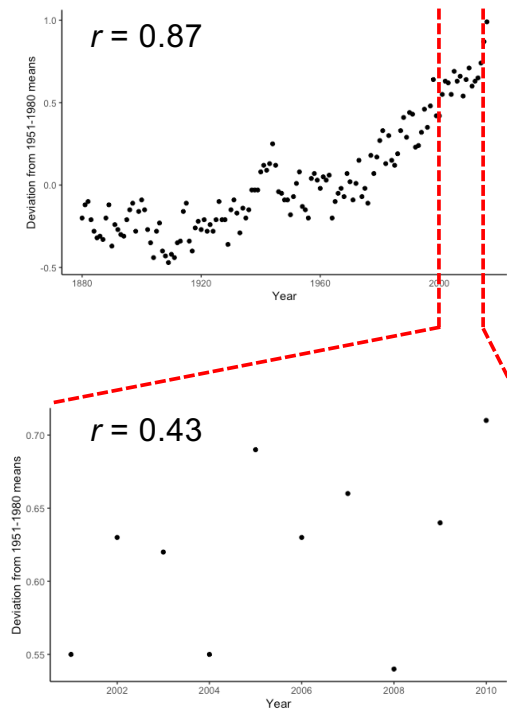 r = 0.87
1.0
0.5
0.0
-0.5
Deviation from 1951-1980 means
1880
1920
1960
2000
Year
r = 0.43
0.70
0.65
0.60
0.55
Deviation from 1951-1980 means
2002
2004
2006
2008
2010
Year